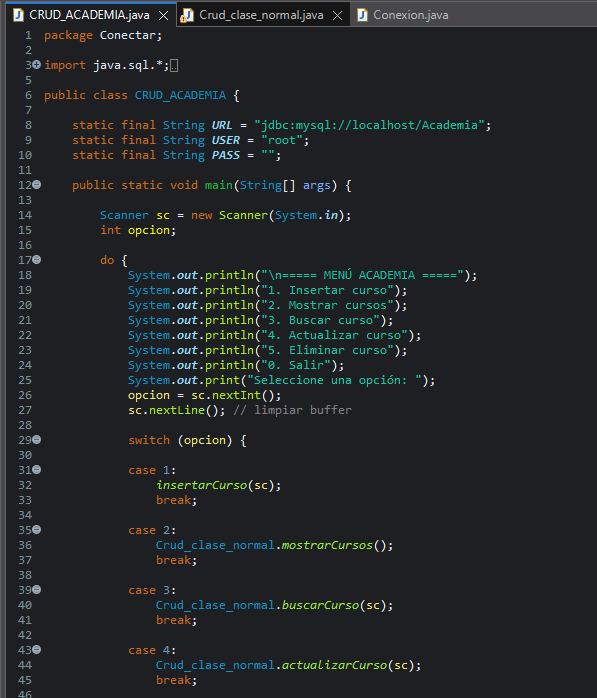 CRUD_ACADEMIA.java Crud_clase_normal.java Conexion.java
1 package Conectar;
2
3 import java.sql.*;
5
6 public class CRUD_ACADEMIA {
7
8 static final String URL = "jdbc:mysql://localhost/Academia";
9 static final String USER = "root";
10 static final String PASS = "";
11
12 public static void main(String[] args) {
13
14 Scanner sc = new Scanner(System.in);
15 int opcion;
16
17 do {
18 System.out.println("\n===== MENÚ ACADEMIA =====");
19 System.out.println("1. Insertar curso");
20 System.out.println("2. Mostrar cursos");
21 System.out.println("3. Buscar curso");
22 System.out.println("4. Actualizar curso");
23 System.out.println("5. Eliminar curso");
24 System.out.println("0. Salir");
25 System.out.print("Seleccione una opción: ");
26 opcion = sc.nextInt();
27 sc.nextLine(); // limpiar buffer
28
29 switch (opcion) {
30
31 case 1:
32 insertarCurso(sc);
33 break;
34
35 case 2:
36 Crud_clase_normal.mostrarCursos();
37 break;
38
39 case 3:
40 Crud_clase_normal.buscarCurso(sc);
41 break;
42
43 case 4:
44 Crud_clase_normal.actualizarCurso(sc);
45 break;
46